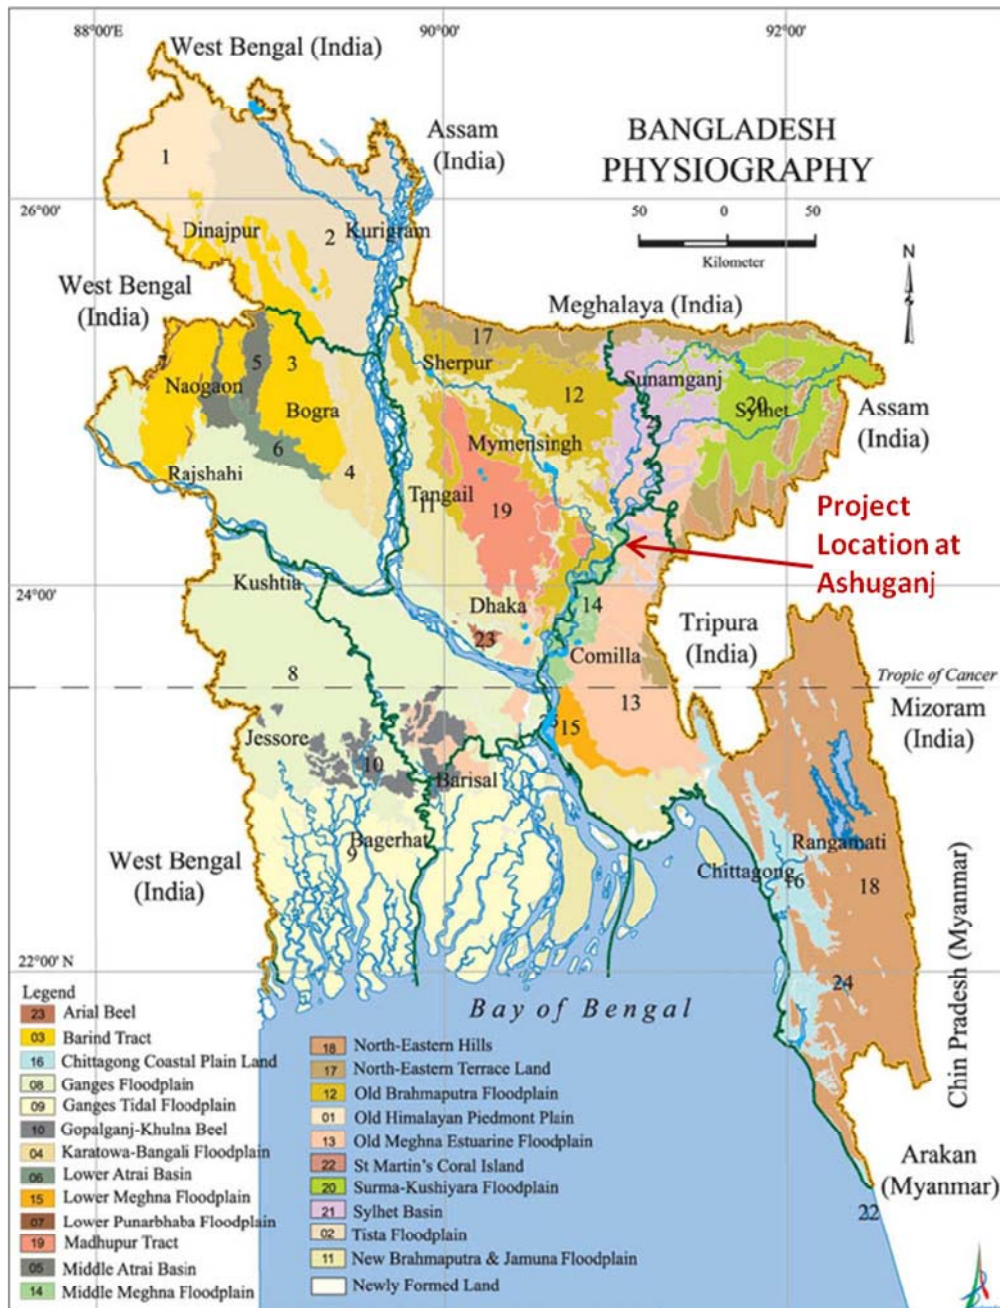 88°00'E
90°00'
92°00'
West Bengal (India)
Assam
(India)
BANGLADESH
PHYSIOGRAPHY
1
26°00'
50
0
50
Kilometer
N
Dinajpur
2
Kurigram
West Bengal
(India)
Meghalaya (India)
17
Sherpur
5
3
Naogaon
12
Sunamganj
20
Sylhet
Assam
(India)
Bogra
Mymensingh
6
4
Rajshahi
Tangail
11
19
Project
Location at
Ashuganj
Kushtia
24°00'
Dhaka
14
23
Comilla
Tripura
(India)
8
Tropic of Cancer
13
Mizoram
(India)
15
Jessore
10
Barisal
Bagerhat
9
Rangamati
West Bengal
(India)
Chittagong
16
18
Chin Pradesh (Myanmar)
22°00' N
24
Bay of Bengal
Arakan
(Myanmar)
22
Legend
23 Arial Beel
03 Barind Tract
16 Chittagong Coastal Plain Land
08 Ganges Floodplain
09 Ganges Tidal Floodplain
10 Gopalganj-Khulna Beel
04 Karatowa-Bangali Floodplain
06 Lower Atrai Basin
15 Lower Meghna Floodplain
07 Lower Punarbhaba Floodplain
19 Madhupur Tract
05 Middle Atrai Basin
14 Middle Meghna Floodplain
18 North-Eastern Hills
17 North-Eastern Terrace Land
12 Old Brahmaputra Floodplain
01 Old Himalayan Piedmont Plain
13 Old Meghna Estuarine Floodplain
22 St Martin's Coral Island
20 Surma-Kushiyara Floodplain
21 Sylhet Basin
02 Tista Floodplain
11 New Brahmaputra & Jamuna Floodplain
Newly Formed Land